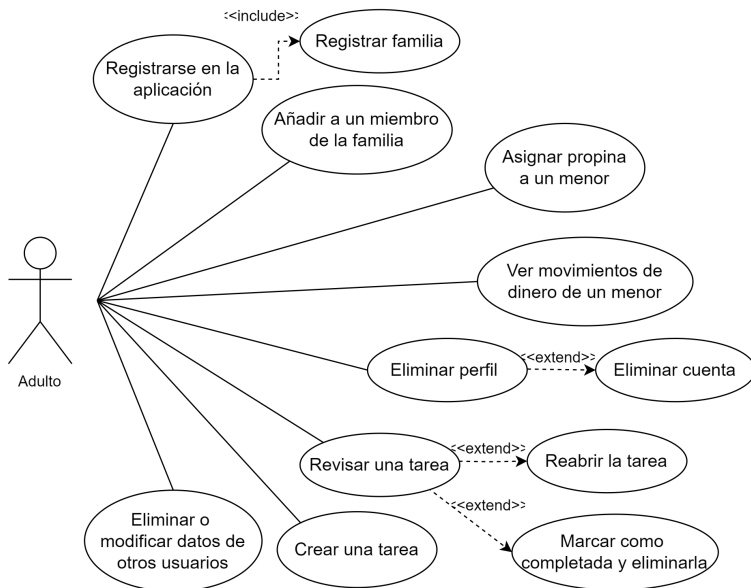 <<include>>
Registrar familia
Registrarse en la
aplicación
Añadir a un miembro
de la familia
Asignar propina
a un menor
Ver movimientos de
dinero de un menor
Adulto
Eliminar perfil
<<extend>>
Eliminar cuenta
Revisar una tarea
<<extend>>
Reabrir la tarea
<<extend>>
Eliminar o
modificar datos de
otros usuarios
Crear una tarea
Marcar como
completada y eliminarla